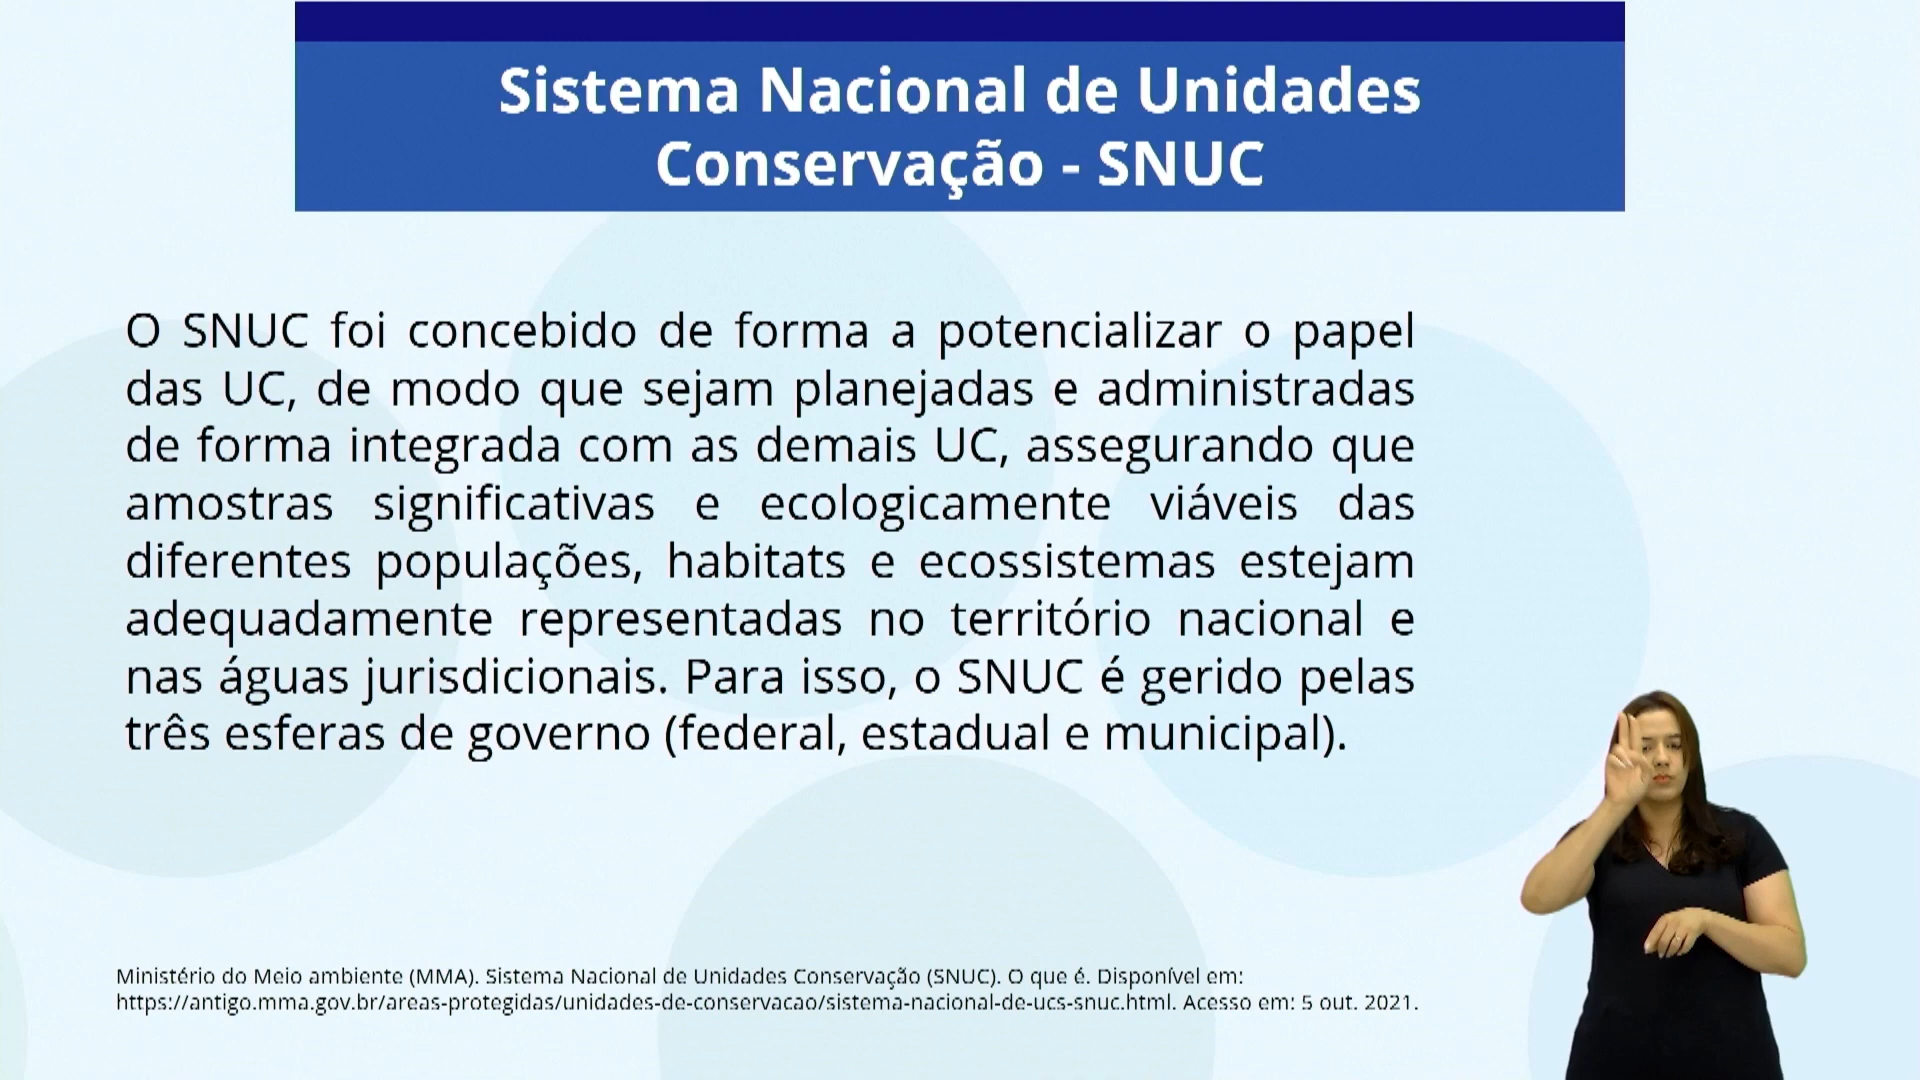 Sistema Nacional de Unidades
Conservação - SNUC
O SNUC foi concebido de forma a potencializar o papel
das UC, de modo que sejam planejadas e administradas
de forma integrada com as demais UC, assegurando que
amostras significativas e ecologicamente viáveis das
diferentes populações, habitats e ecossistemas estejam
adequadamente representadas no território nacional e
nas águas jurisdicionais. Para isso, o SNUC é gerido pelas
três esferas de governo (federal, estadual e municipal).
Ministério do Meio ambiente (MMA). Sistema Nacional de Unidades Conservação (SNUC). O que é. Disponível em:
https://antigo.mma.gov.br/areas-protegidas/unidades-de-conservacao/sistema-nacional-de-ucs-snuc.html. Acesso em: 5 out. 2021.